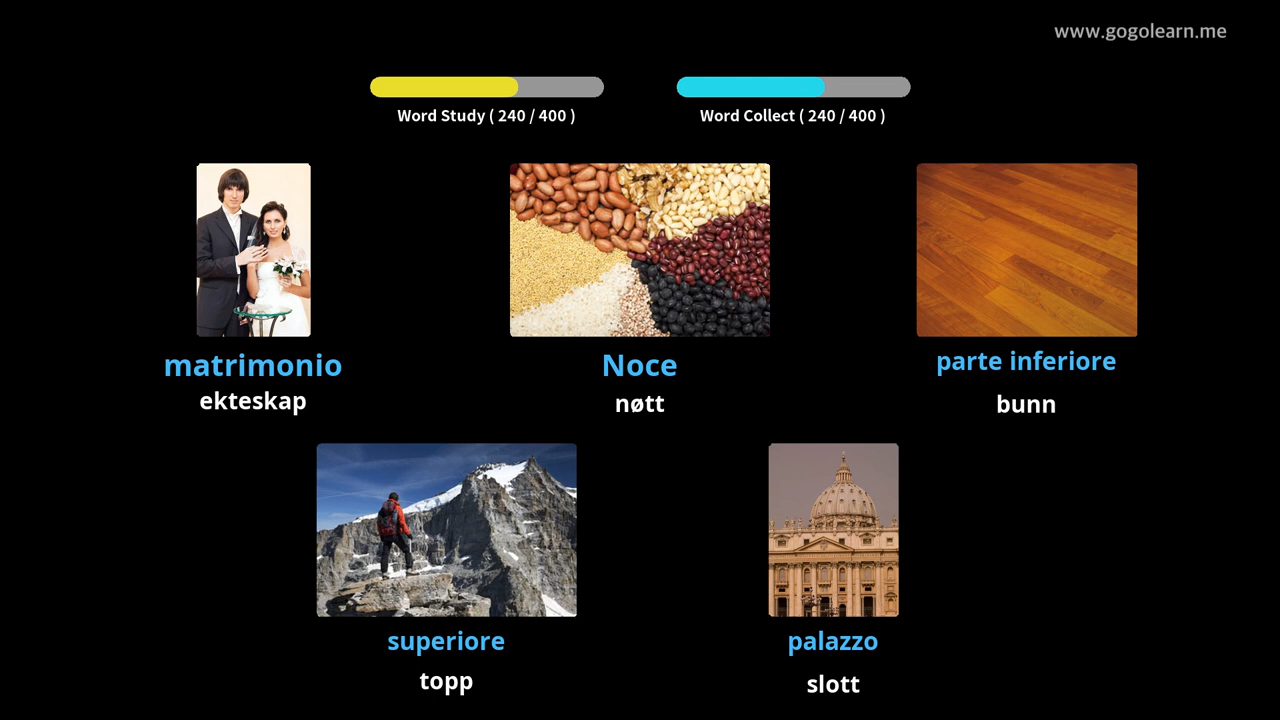 www.gogolearn.me
Word Study ( 240 / 400 )
Word Collect ( 240 / 400 )
matrimonio
ekteskap
Noce
nøtt
parte inferiore
bunn
superiore
topp
palazzo
slott